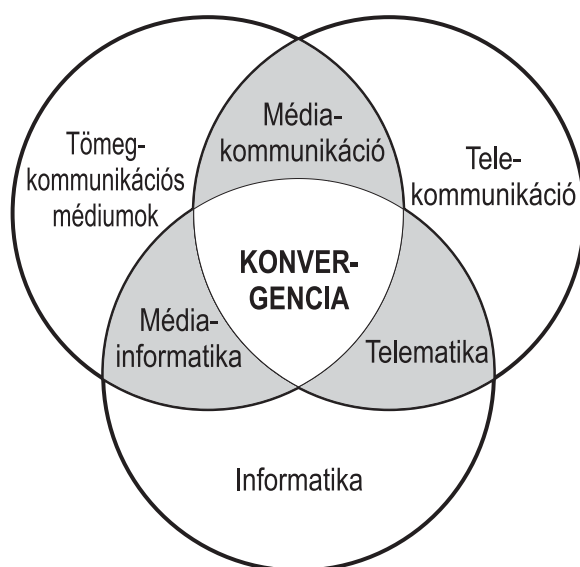 Média-
kommunikáció
Tömeg-
kommunikációs
médiumok
Tele-
kommunikáció
KONVER-
GENCIA
Média-
informatika
Telematika
Informatika